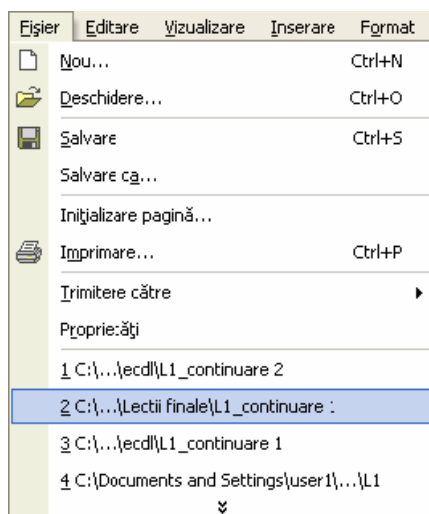 Fişier Editare Vizualizare Inserare Format
Nou... Ctrl+N
Deschidere... Ctrl+O
Salvare Ctrl+S
Salvare ca...
Iniţializare pagină...
Imprimare... Ctrl+P
Trimitere către
Proprietăţi
1 C:\...\ecdl\L1_continuare 2
2 C:\...\Lectii finale\L1_continuare 1
3 C:\...\ecdl\L1_continuare 1
4 C:\Documents and Settings\user1\...\L1